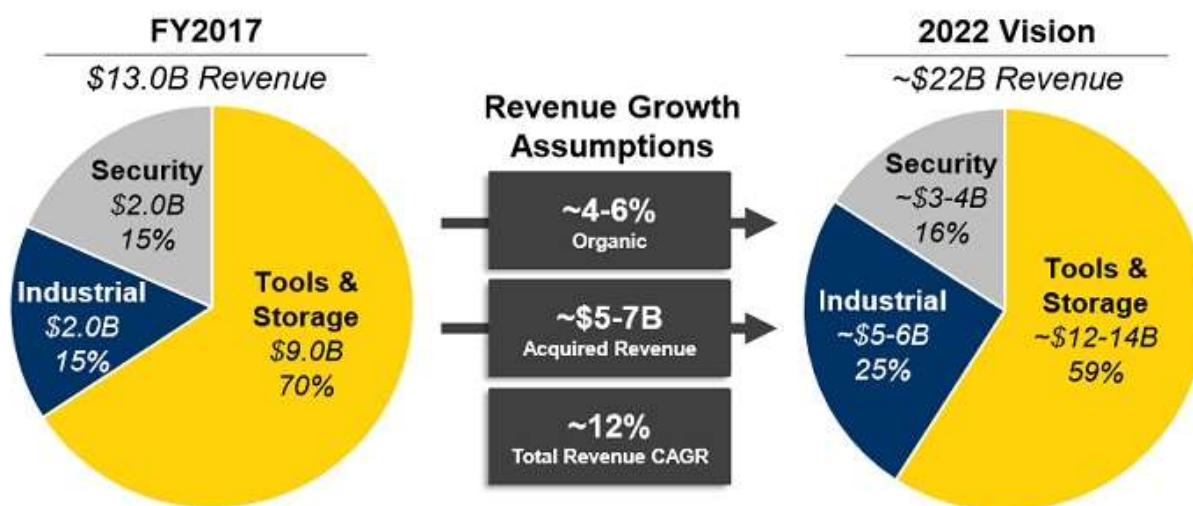 FY2017
$13.0B Revenue
Security
$2.0B
15%
Industrial
$2.0B
15%
Tools &
Storage
$9.0B
70%
Revenue Growth
Assumptions
~4-6%
Organic
~$5-7B
Acquired Revenue
~12%
Total Revenue CAGR
2022 Vision
~$22B Revenue
Security
~$3-4B
16%
Industrial
~$5-6B
25%
Tools &
Storage
~$12-14B
59%